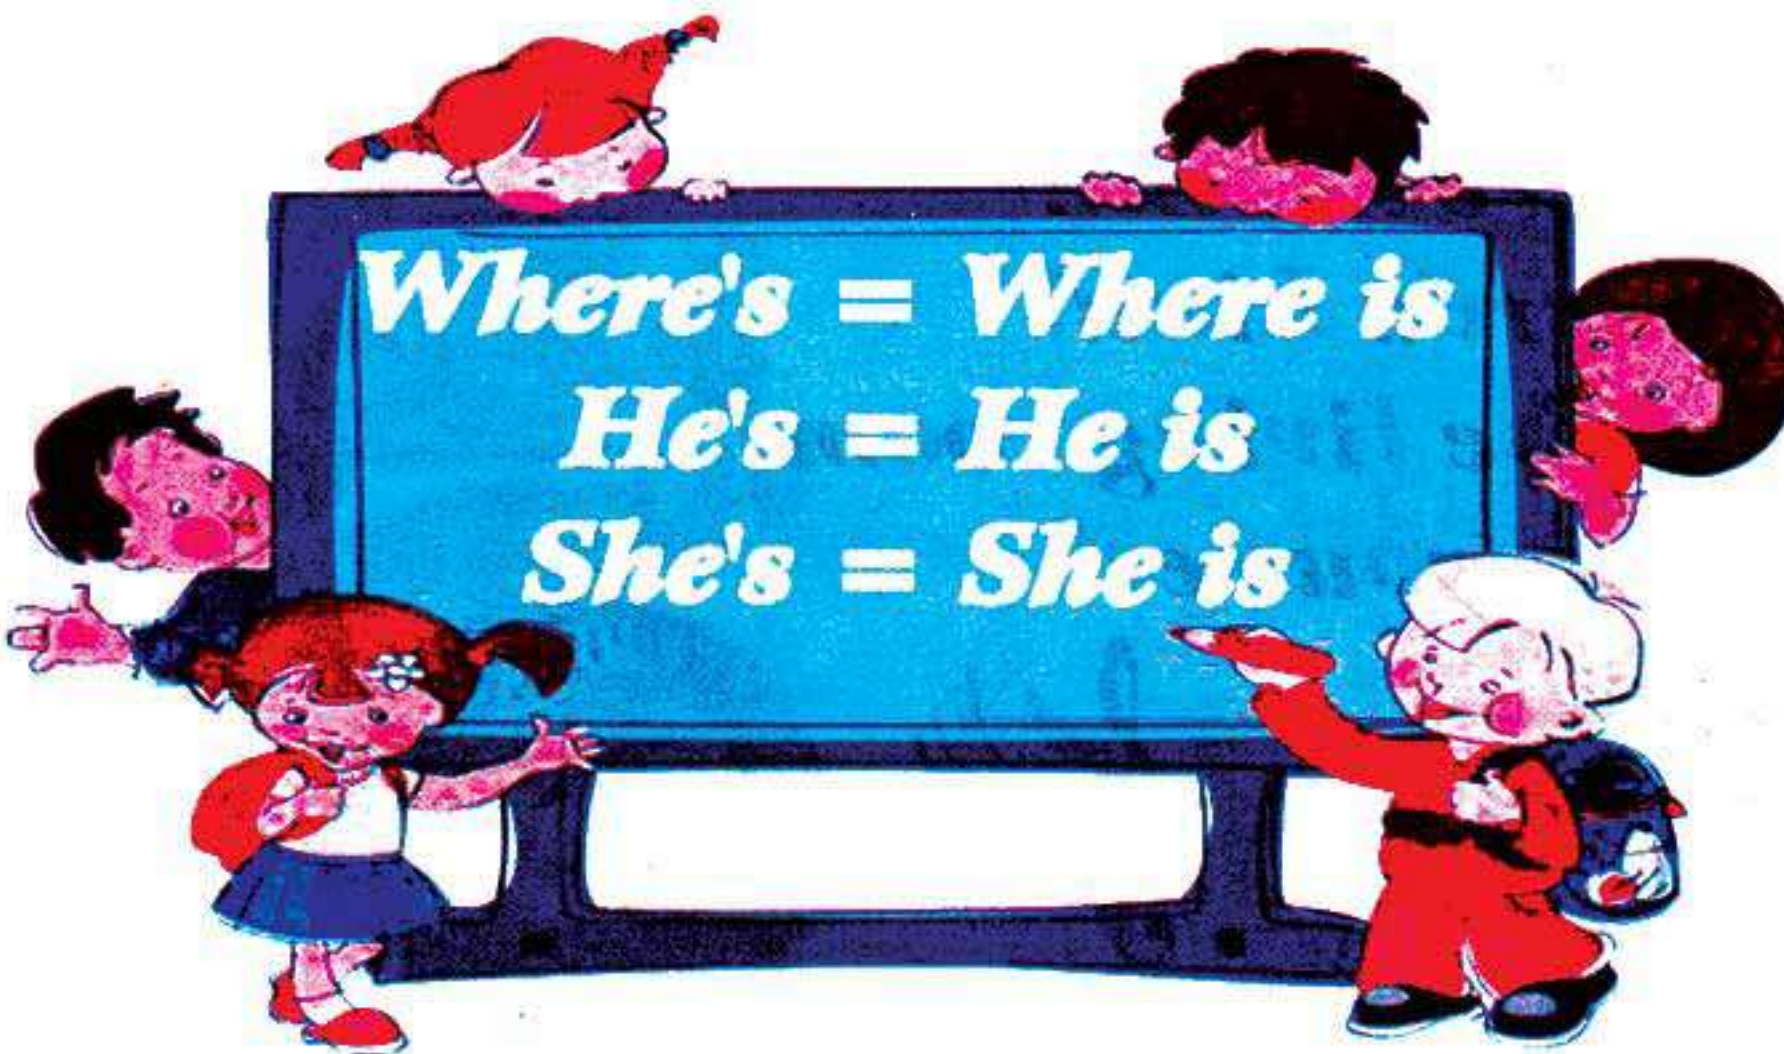 Where's = Where is
He's = He is
She's = She is